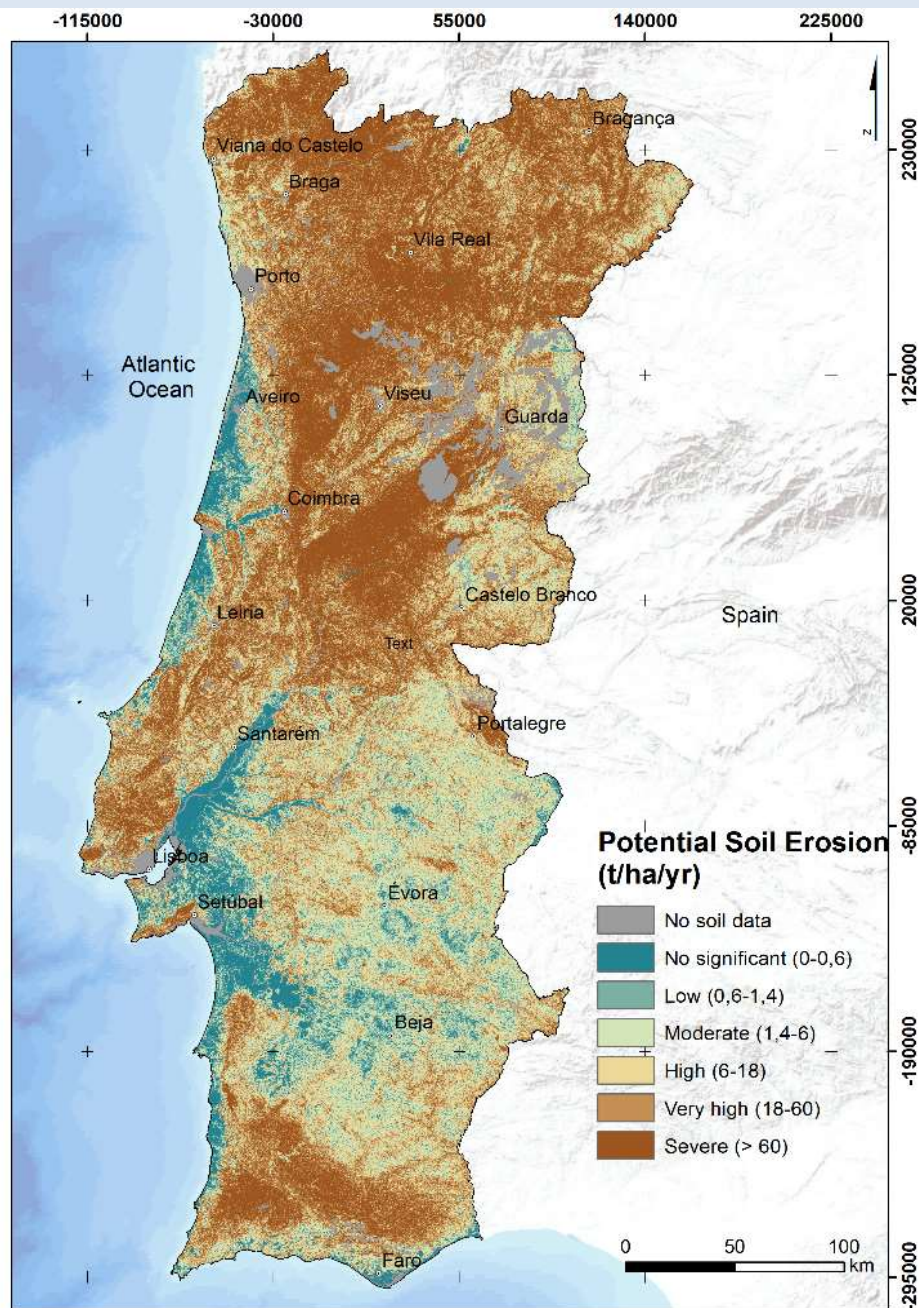 -115000 -30000 55000 140000 225000
z
230000
125000
200000
-850000
-190000
-295000
Bragança
Viana do Castelo
Braga
Vila Real
Porto
Atlantic
Ocean
Aveiro
Viseu
Guarda
Coimbra
Castelo Branco
Leiria
Spain
Text
Portalegre
Santarém
Lisboa
Évora
Setubal
Beja
Faro
Potential Soil Erosion
(t/ha/yr)
No soil data
No significant (0-0,6)
Low (0,6-1,4)
Moderate (1,4-6)
High (6-18)
Very high (18-60)
Severe (> 60)
0 50 100
km